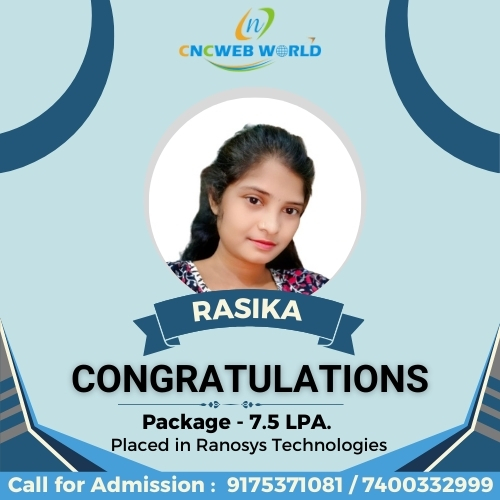 n
CNCWEB WORLD
RASIKA
CONGRATULATIONS
Package - 7.5 LPA.
Placed in Ranosys Technologies
Call for Admission : 9175371081 / 7400332999